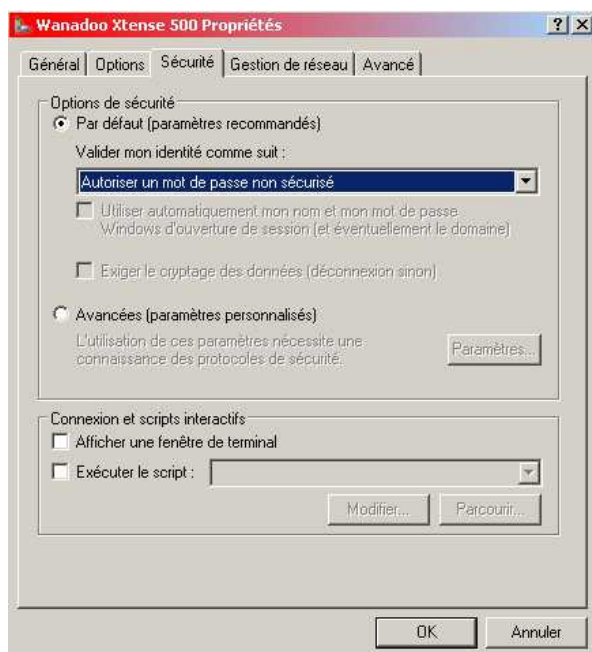 Wanadoo Xtense 500 Propriétés
Général Options Sécurité Gestion de réseau Avancé
Options de sécurité
Par défaut (paramètres recommandés)
Valider mon identité comme suit :
Autoriser un mot de passe non sécurisé
Utiliser automatiquement mon nom et mon mot de passe
Windows d'ouverture de session (et éventuellement le domaine)
Exiger le cryptage des données (déconnexion sinon)
Avancées (paramètres personnalisés)
L'utilisation de ces paramètres nécessite une
connaissance des protocoles de sécurité.
Paramètres...
Connexion et scripts interactifs
Afficher une fenêtre de terminal
Exécuter le script :
Modifier... Parcourir...
OK Annuler